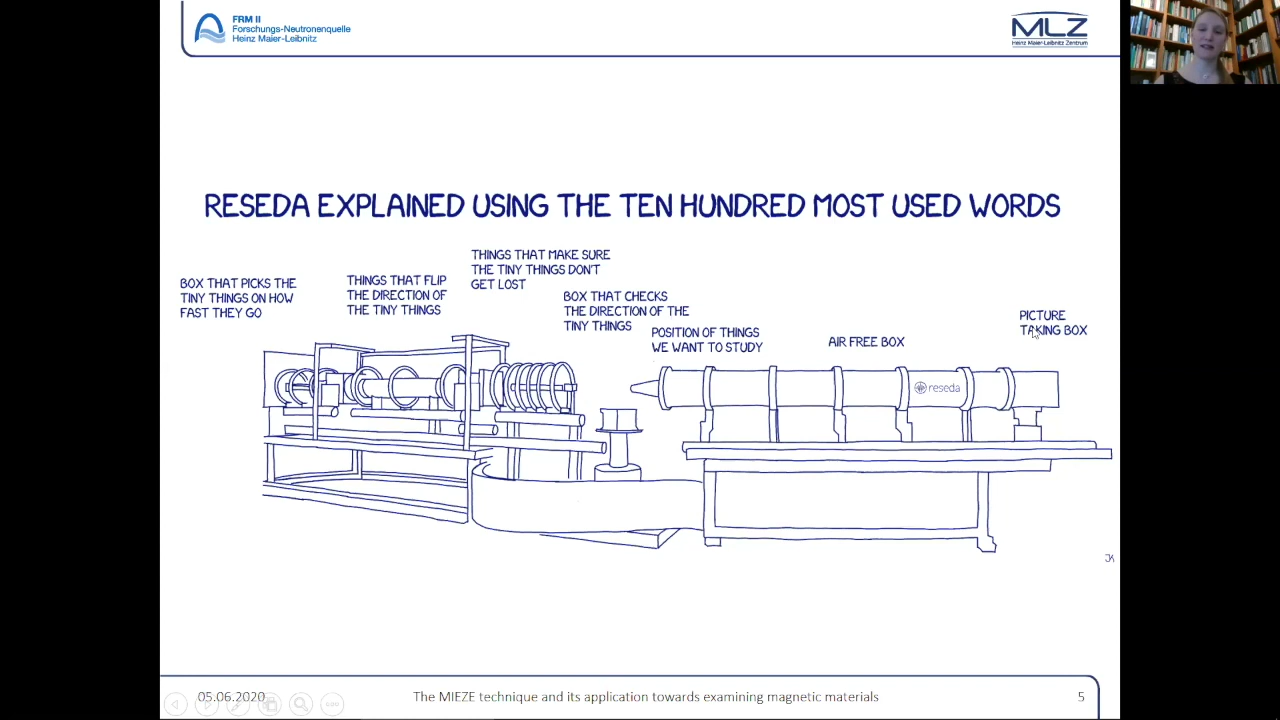 FRM II
Forschungs-Neutronenquelle
Heinz Maier-Leibnitz
MLZ
Heinz Maier-Leibnitz Zentrum
RESEDA EXPLAINED USING THE TEN HUNDRED MOST USED WORDS
BOX THAT PICKS THE
TINY THINGS ON HOW
FAST THEY GO
THINGS THAT FLIP
THE DIRECTION OF
THE TINY THINGS
THINGS THAT MAKE SURE
THE TINY THINGS DON'T
GET LOST
BOX THAT CHECKS
THE DIRECTION OF THE
TINY THINGS
POSITION OF THINGS
WE WANT TO STUDY
AIR FREE BOX
PICTURE
TAKING BOX
reseda
JK
05.06.2020
The MIEZE technique and its application towards examining magnetic materials
5